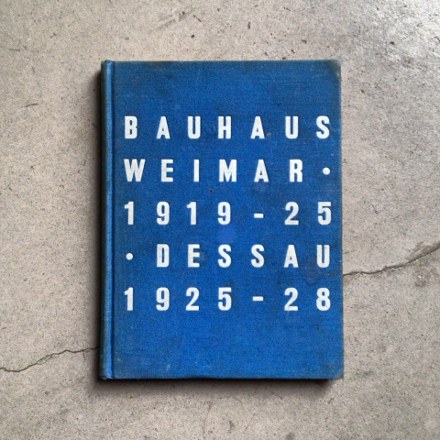 BAUHAUS
WEIMAR •
1919-25
• DESSAU
1925-28